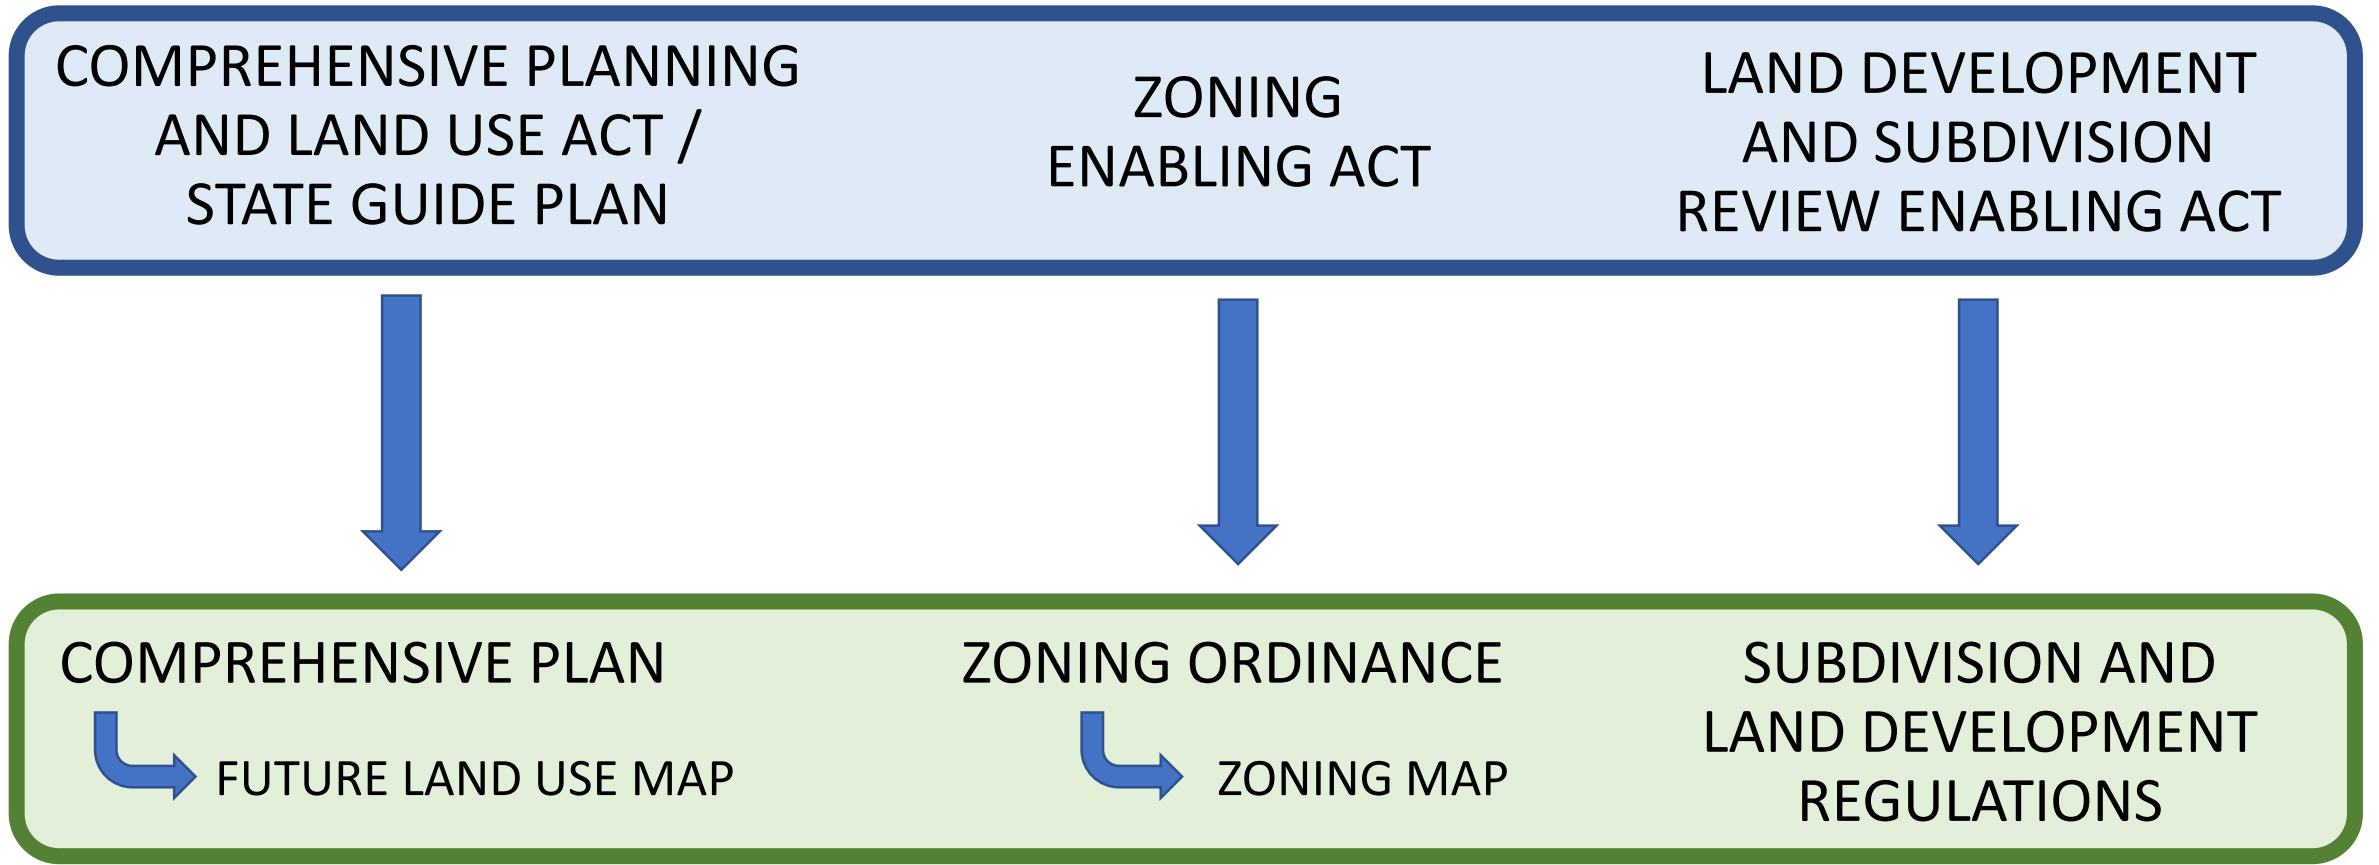 COMPREHENSIVE PLANNING
AND LAND USE ACT /
STATE GUIDE PLAN
ZONING
ENABLING ACT
LAND DEVELOPMENT
AND SUBDIVISION
REVIEW ENABLING ACT
COMPREHENSIVE PLAN
FUTURE LAND USE MAP
ZONING ORDINANCE
ZONING MAP
SUBDIVISION AND
LAND DEVELOPMENT
REGULATIONS